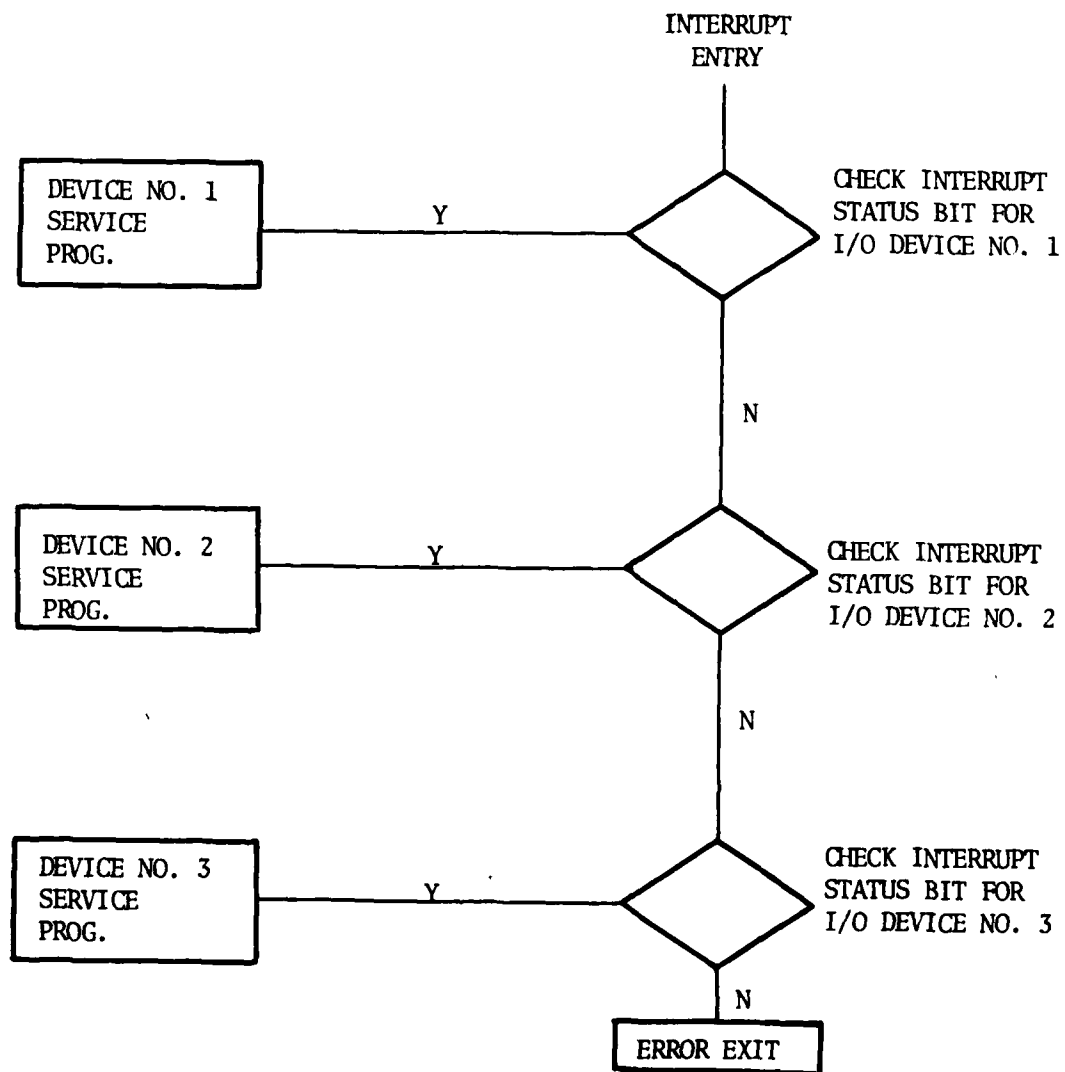 INTERRUPT
ENTRY
DEVICE NO. 1
SERVICE
PROG.
Y
CHECK INTERRUPT
STATUS BIT FOR
I/O DEVICE NO. 1
N
DEVICE NO. 2
SERVICE
PROG.
Y
CHECK INTERRUPT
STATUS BIT FOR
I/O DEVICE NO. 2
N
DEVICE NO. 3
SERVICE
PROG.
Y
CHECK INTERRUPT
STATUS BIT FOR
I/O DEVICE NO. 3
N
ERROR EXIT